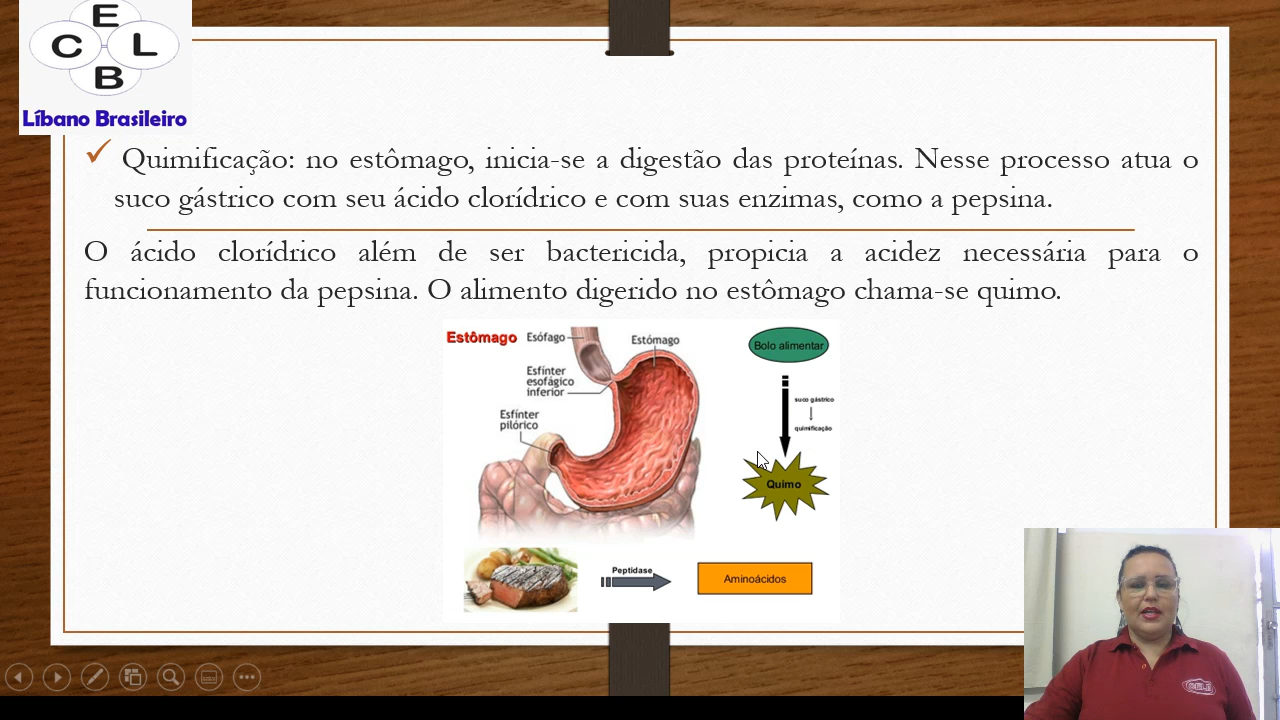 E
C L
B
Líbano Brasileiro
Quimificação: no estômago, inicia-se a digestão das proteínas. Nesse processo atua o
suco gástrico com seu ácido clorídrico e com suas enzimas, como a pepsina.
O ácido clorídrico além de ser bactericida, propicia a acidez necessária para o
funcionamento da pepsina. O alimento digerido no estômago chama-se quimo.
Estômago
Esófago
Estómago
Esfínter
esofágico
inferior
Esfínter
pilórico
Bolo alimentar
suco gástrico
quimificação
Quimo
Peptidase
Aminoácidos